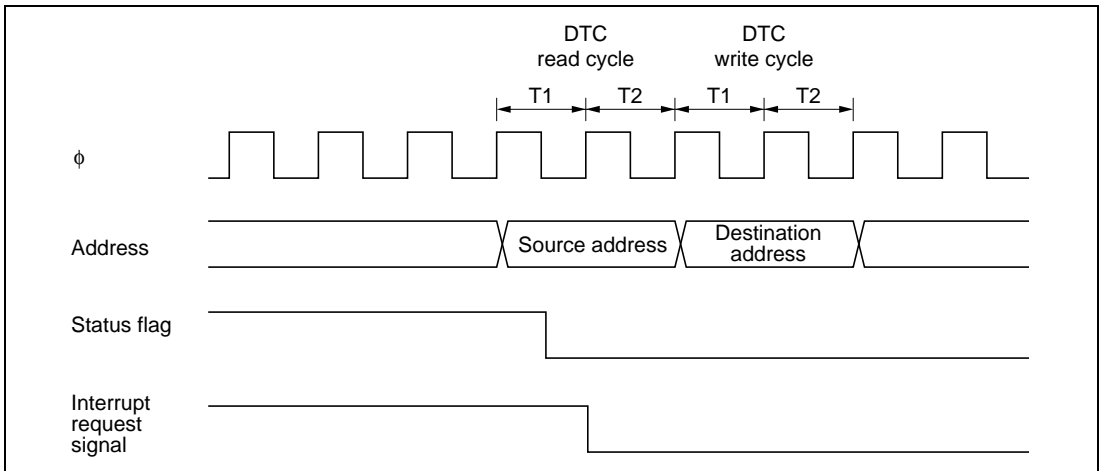 DTC
read cycle
DTC
write cycle
T1
T2
T1
T2
ϕ
Address
Source address
Destination
address
Status flag
Interrupt
request
signal